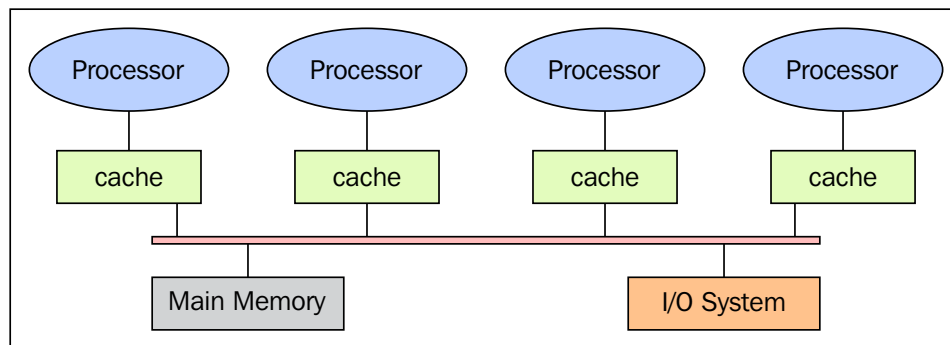 Processor
Processor
Processor
Processor
cache
cache
cache
cache
Main Memory
I/O System